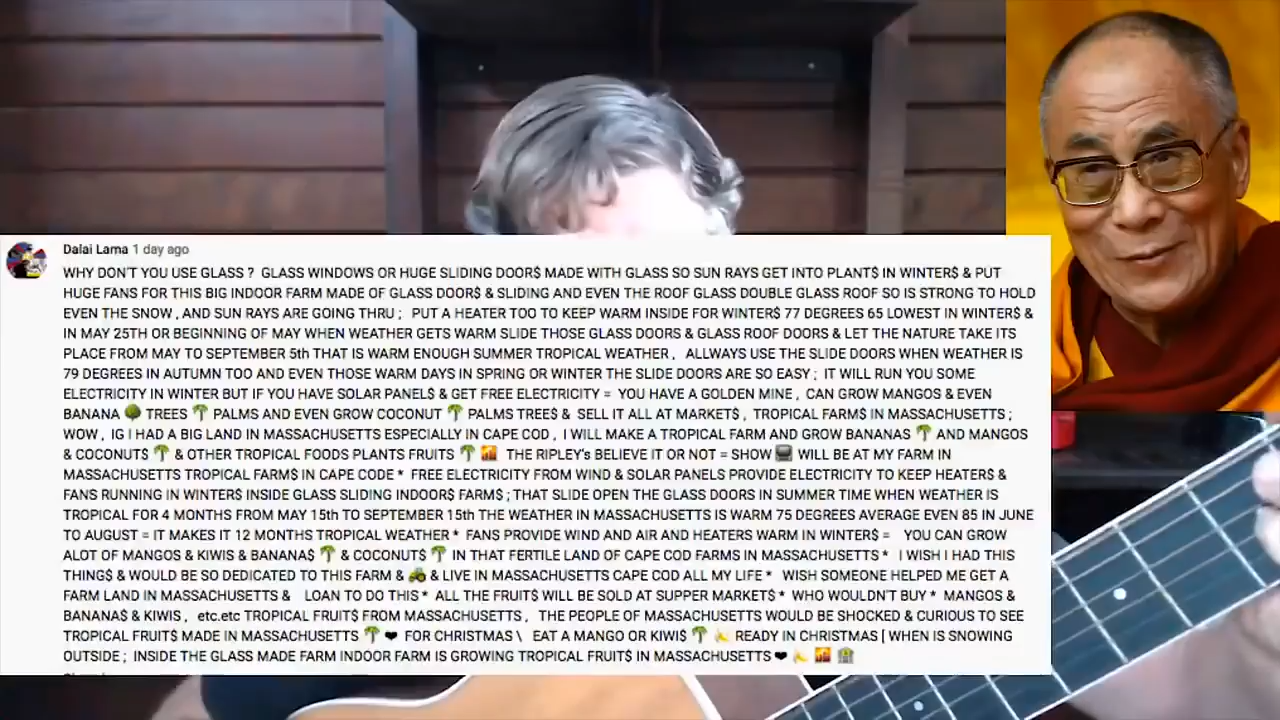 Dalai Lama 1 day ago
WHY DON'T YOU USE GLASS ? GLASS WINDOWS OR HUGE SLIDING DOOR$ MADE WITH GLASS SO SUN RAYS GET INTO PLANT$ IN WINTER$ & PUT
HUGE FANS FOR THIS BIG INDOOR FARM MADE OF GLASS DOOR$ & SLIDING AND EVEN THE ROOF GLASS DOUBLE GLASS ROOF SO IS STRONG TO HOLD
EVEN THE SNOW , AND SUN RAYS ARE GOING THRU ; PUT A HEATER TOO TO KEEP WARM INSIDE FOR WINTER$ 77 DEGREES 65 LOWEST IN WINTER$ &
IN MAY 25TH OR BEGINNING OF MAY WHEN WEATHER GETS WARM SLIDE THOSE GLASS DOORS & GLASS ROOF DOORS & LET THE NATURE TAKE ITS
PLACE FROM MAY TO SEPTEMBER 5th THAT IS WARM ENOUGH SUMMER TROPICAL WEATHER , ALLWAYS USE THE SLIDE DOORS WHEN WEATHER IS
79 DEGREES IN AUTUMN TOO AND EVEN THOSE WARM DAYS IN SPRING OR WINTER THE SLIDE DOORS ARE SO EASY ; IT WILL RUN YOU SOME
ELECTRICITY IN WINTER BUT IF YOU HAVE SOLAR PANEL$ & GET FREE ELECTRICITY = YOU HAVE A GOLDEN MINE , CAN GROW MANGOS & EVEN
BANANA 🌳 TREES 🌴 PALMS AND EVEN GROW COCONUT 🌴 PALMS TREE$ & SELL IT ALL AT MARKET$ , TROPICAL FARM$ IN MASSACHUSETTS ;
WOW , IG I HAD A BIG LAND IN MASSACHUSETTS ESPECIALLY IN CAPE COD , I WILL MAKE A TROPICAL FARM AND GROW BANANAS 🌴 AND MANGOS
& COCONUTS 🌴 & OTHER TROPICAL FOODS PLANTS FRUITS 🌴 🌇 THE RIPLEY's BELIEVE IT OR NOT = SHOW 📺 WILL BE AT MY FARM IN
MASSACHUSETTS TROPICAL FARM$ IN CAPE CODE * FREE ELECTRICITY FROM WIND & SOLAR PANELS PROVIDE ELECTRICITY TO KEEP HEATER$ &
FANS RUNNING IN WINTER$ INSIDE GLASS SLIDING INDOOR$ FARM$ ; THAT SLIDE OPEN THE GLASS DOORS IN SUMMER TIME WHEN WEATHER IS
TROPICAL FOR 4 MONTHS FROM MAY 15th TO SEPTEMBER 15th THE WEATHER IN MASSACHUSETTS IS WARM 75 DEGREES AVERAGE EVEN 85 IN JUNE
TO AUGUST = IT MAKES IT 12 MONTHS TROPICAL WEATHER * FANS PROVIDE WIND AND AIR AND HEATERS WARM IN WINTER$ = YOU CAN GROW
ALOT OF MANGOS & KIWIS & BANANA$ 🌴 & COCONUT$ 🌴 IN THAT FERTILE LAND OF CAPE COD FARMS IN MASSACHUSETTS * I WISH I HAD THIS
THING$ & WOULD BE SO DEDICATED TO THIS FARM & 🚜 & LIVE IN MASSACHUSETTS CAPE COD ALL MY LIFE * WISH SOMEONE HELPED ME GET A
FARM LAND IN MASSACHUSETTS & LOAN TO DO THIS * ALL THE FRUIT$ WILL BE SOLD AT SUPPER MARKET$ * WHO WOULDN'T BUY * MANGOS &
BANANA$ & KIWIS , etc.etc TROPICAL FRUIT$ FROM MASSACHUSETTS , THE PEOPLE OF MASSACHUSETTS WOULD BE SHOCKED & CURIOUS TO SEE
TROPICAL FRUIT$ MADE IN MASSACHUSETTS 🌴 ❤ FOR CHRISTMAS \ EAT A MANGO OR KIWI$ 🌴 🍌 READY IN CHRISTMAS [ WHEN IS SNOWING
OUTSIDE ; INSIDE THE GLASS MADE FARM INDOOR FARM IS GROWING TROPICAL FRUIT$ IN MASSACHUSETTS ❤ 🍌 🌇 🏫